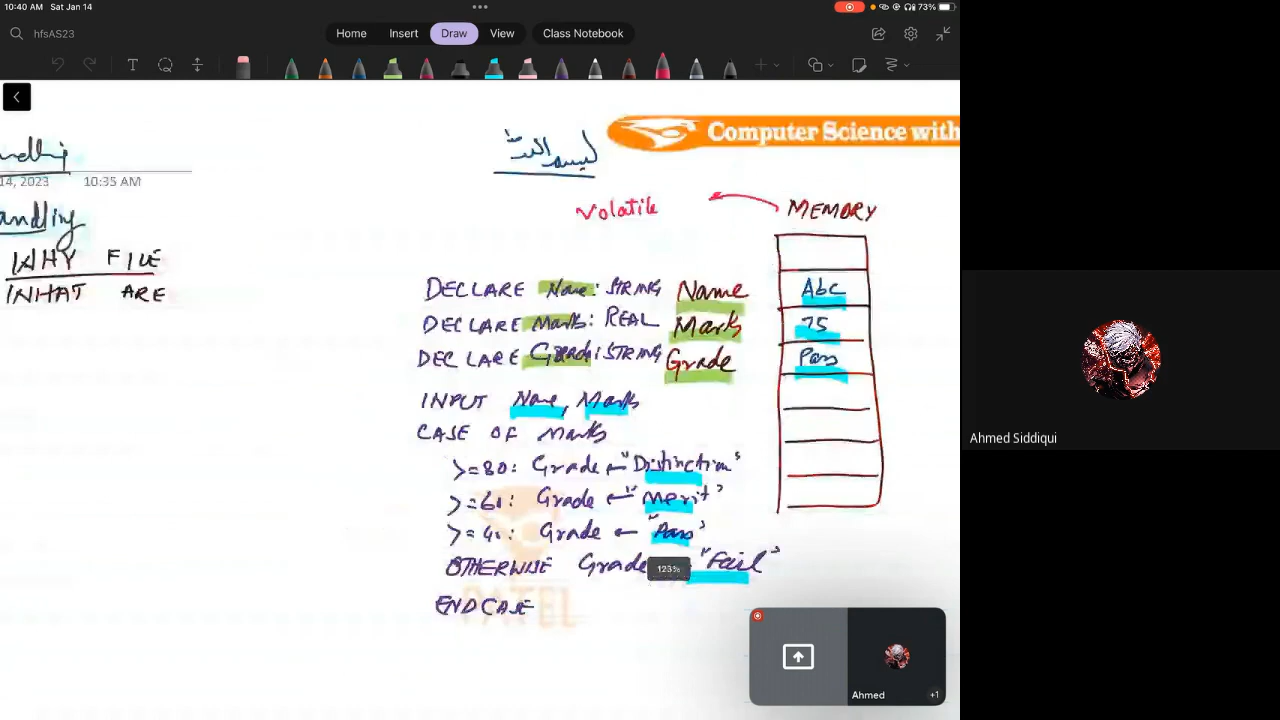 10:40 AM Sat Jan 14
73%
hfsAS23
Home Insert Draw View Class Notebook
Computer Science with
14, 2023 10:35 AM
andling
WHY FILE
WHAT ARE
Volatile
MEMORY
DECLARE Name: STRING Name Abc
DECLARE Marks: REAL Marks 75
DECLARE Grade: STRING Grade Pass
INPUT Name, Marks
CASE OF Marks
>=80: Grade ← "Distinction"
>=60: Grade ← "Merit"
>=40: Grade ← "Pass"
OTHERWISE Grade "Fail"
123%
ENDCASE
PATEL
Ahmed Siddiqui
Ahmed +1